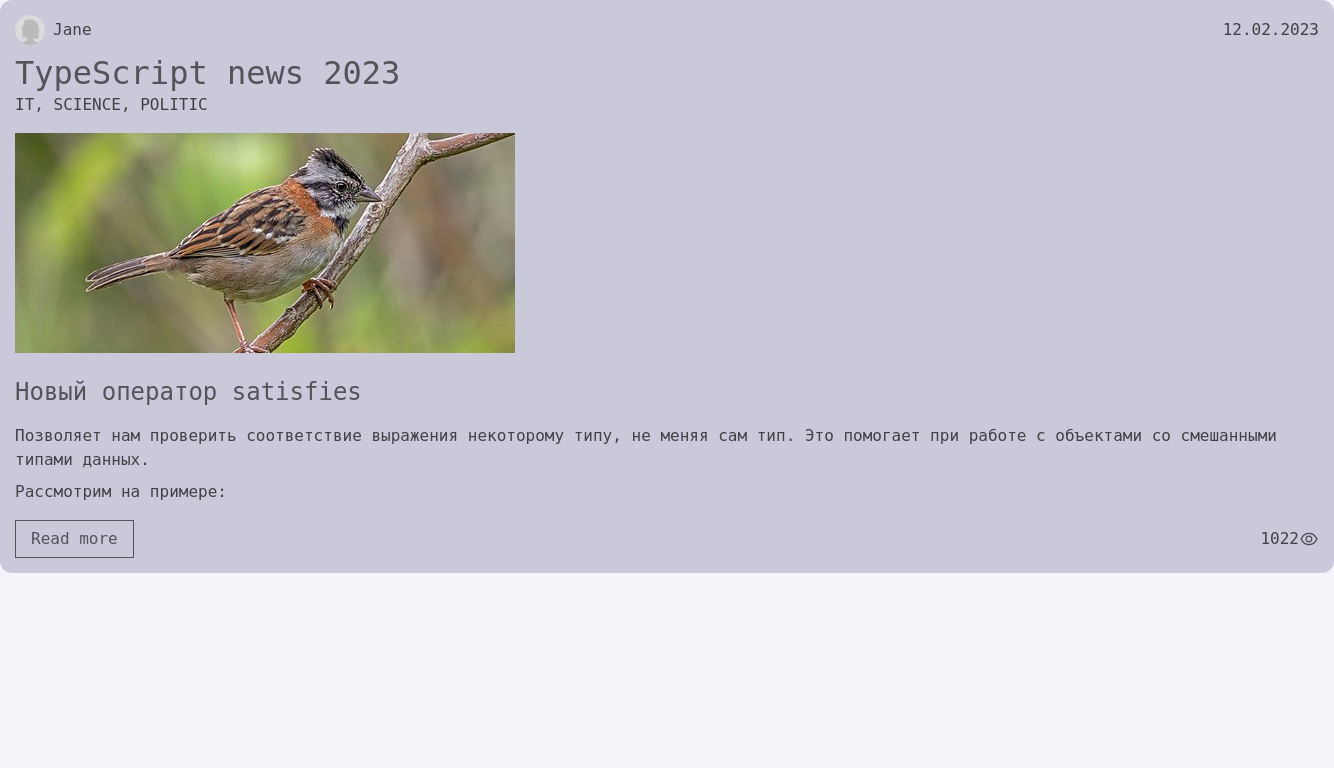 Jane
12.02.2023
TypeScript news 2023
IT, SCIENCE, POLITIC
Новый оператор satisfies
Позволяет нам проверить соответствие выражения некоторому типу, не меняя сам тип. Это помогает при работе с объектами со смешанными
типами данных.
Рассмотрим на примере:
Read more
1022